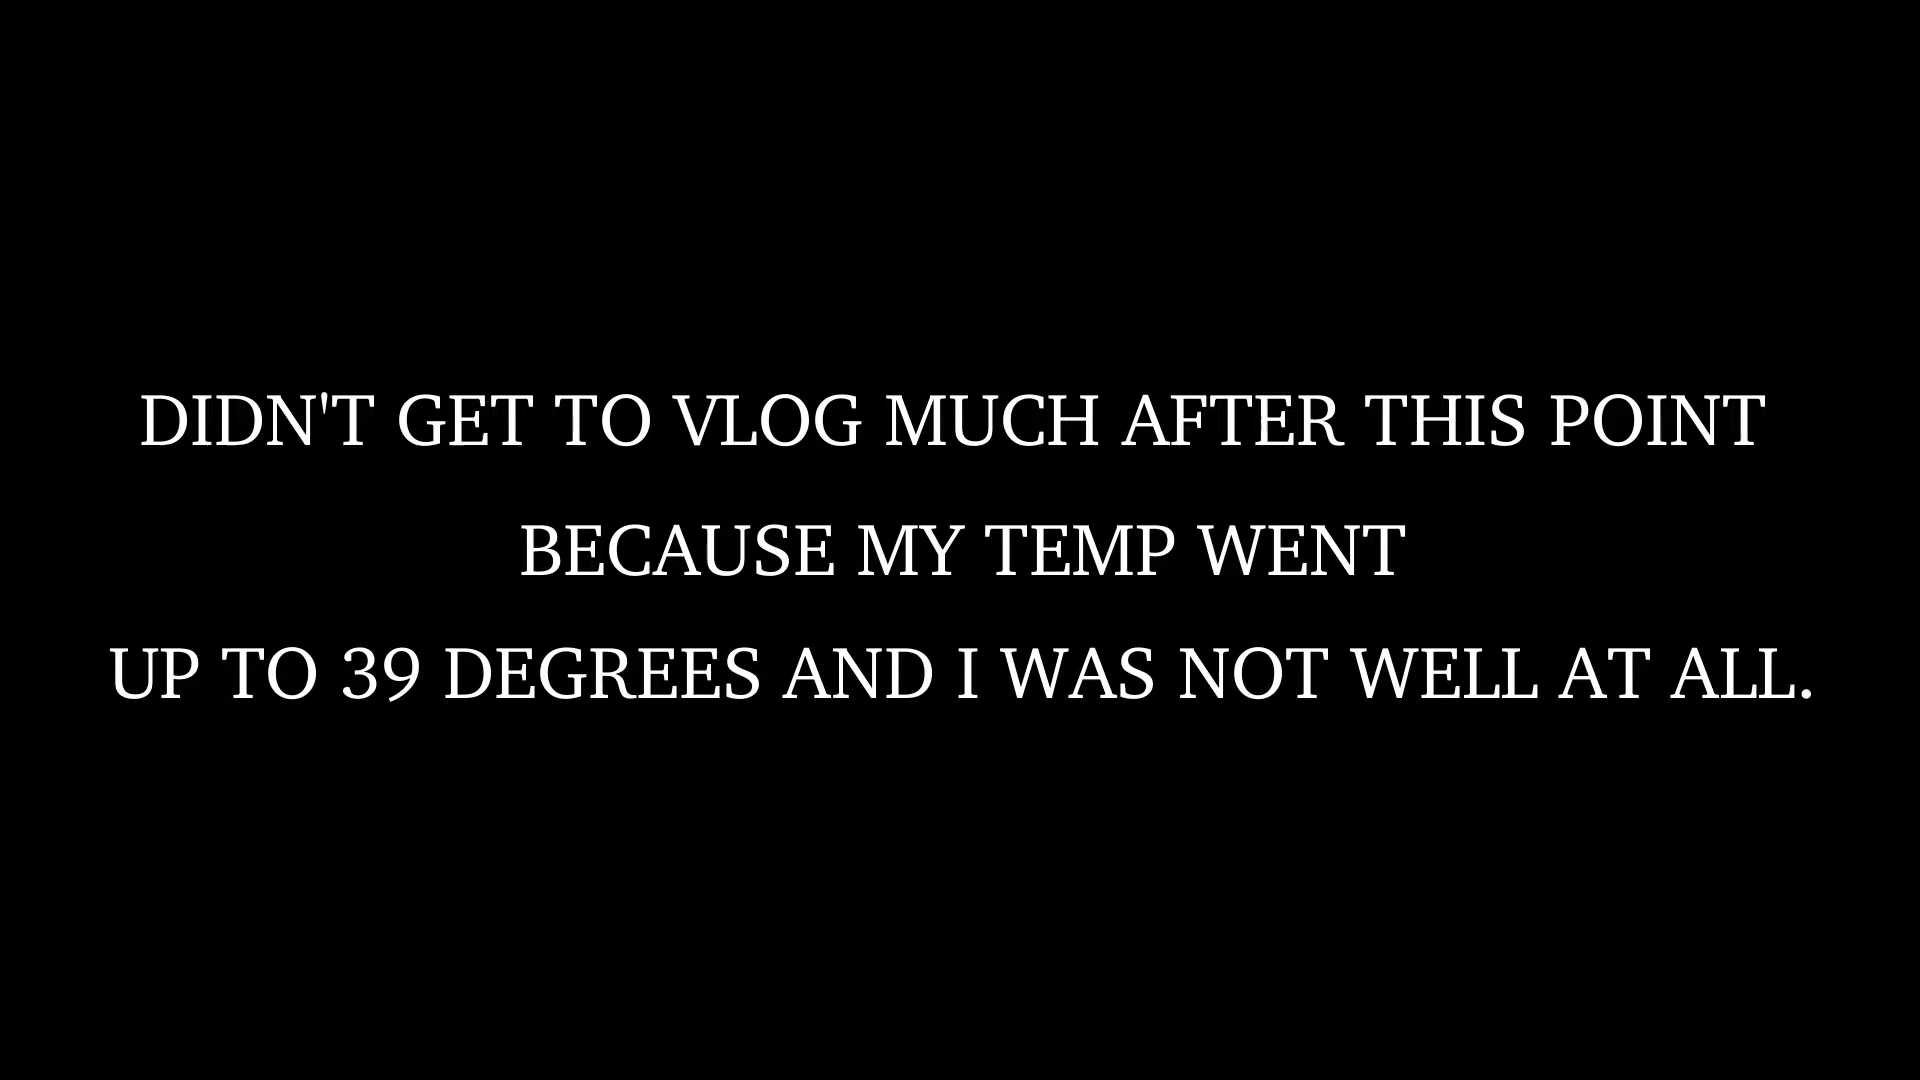 DIDN'T GET TO VLOG MUCH AFTER THIS POINT
BECAUSE MY TEMP WENT
UP TO 39 DEGREES AND I WAS NOT WELL AT ALL.